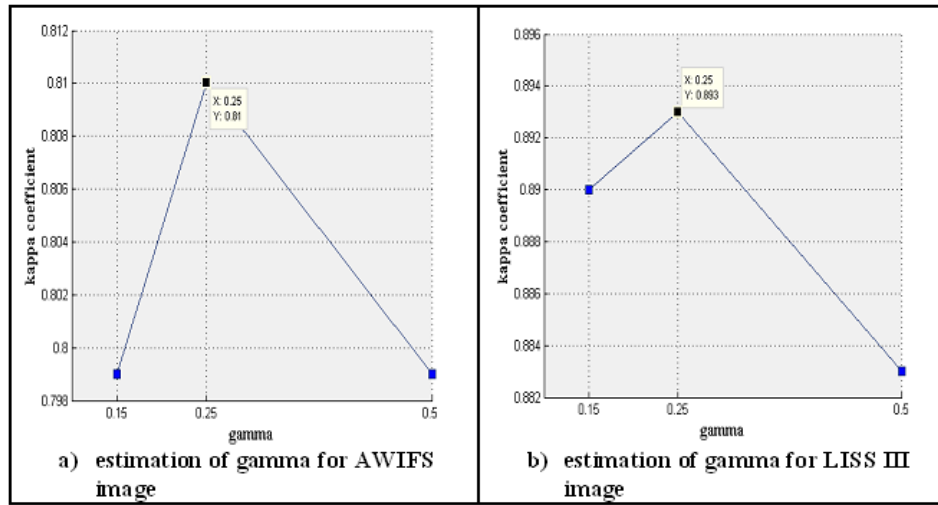 0.812
0.81
0.808
0.806
0.804
0.802
0.8
0.798
kappa coefficient
X: 0.25
Y: 0.81
0.15
0.25
0.5
gamma
a) estimation of gamma for AWIFS
image
0.896
0.894
0.892
0.89
0.888
0.886
0.884
0.882
kappa coefficient
X: 0.25
Y: 0.893
0.15
0.25
0.5
gamma
b) estimation of gamma for LISS III
image